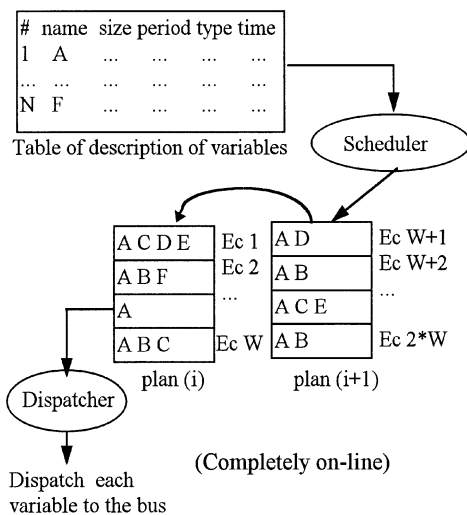 # name size period type time
1 A ... ... ... ...
... ... ... ... ... ...
N F ... ... ... ...
Table of description of variables
Scheduler
A C D E Ec 1 A D Ec W+1
A B F Ec 2 A B Ec W+2
A ... A C E ...
A B C Ec W A B Ec 2*W
plan (i) plan (i+1)
Dispatcher
(Completely on-line)
Dispatch each
variable to the bus